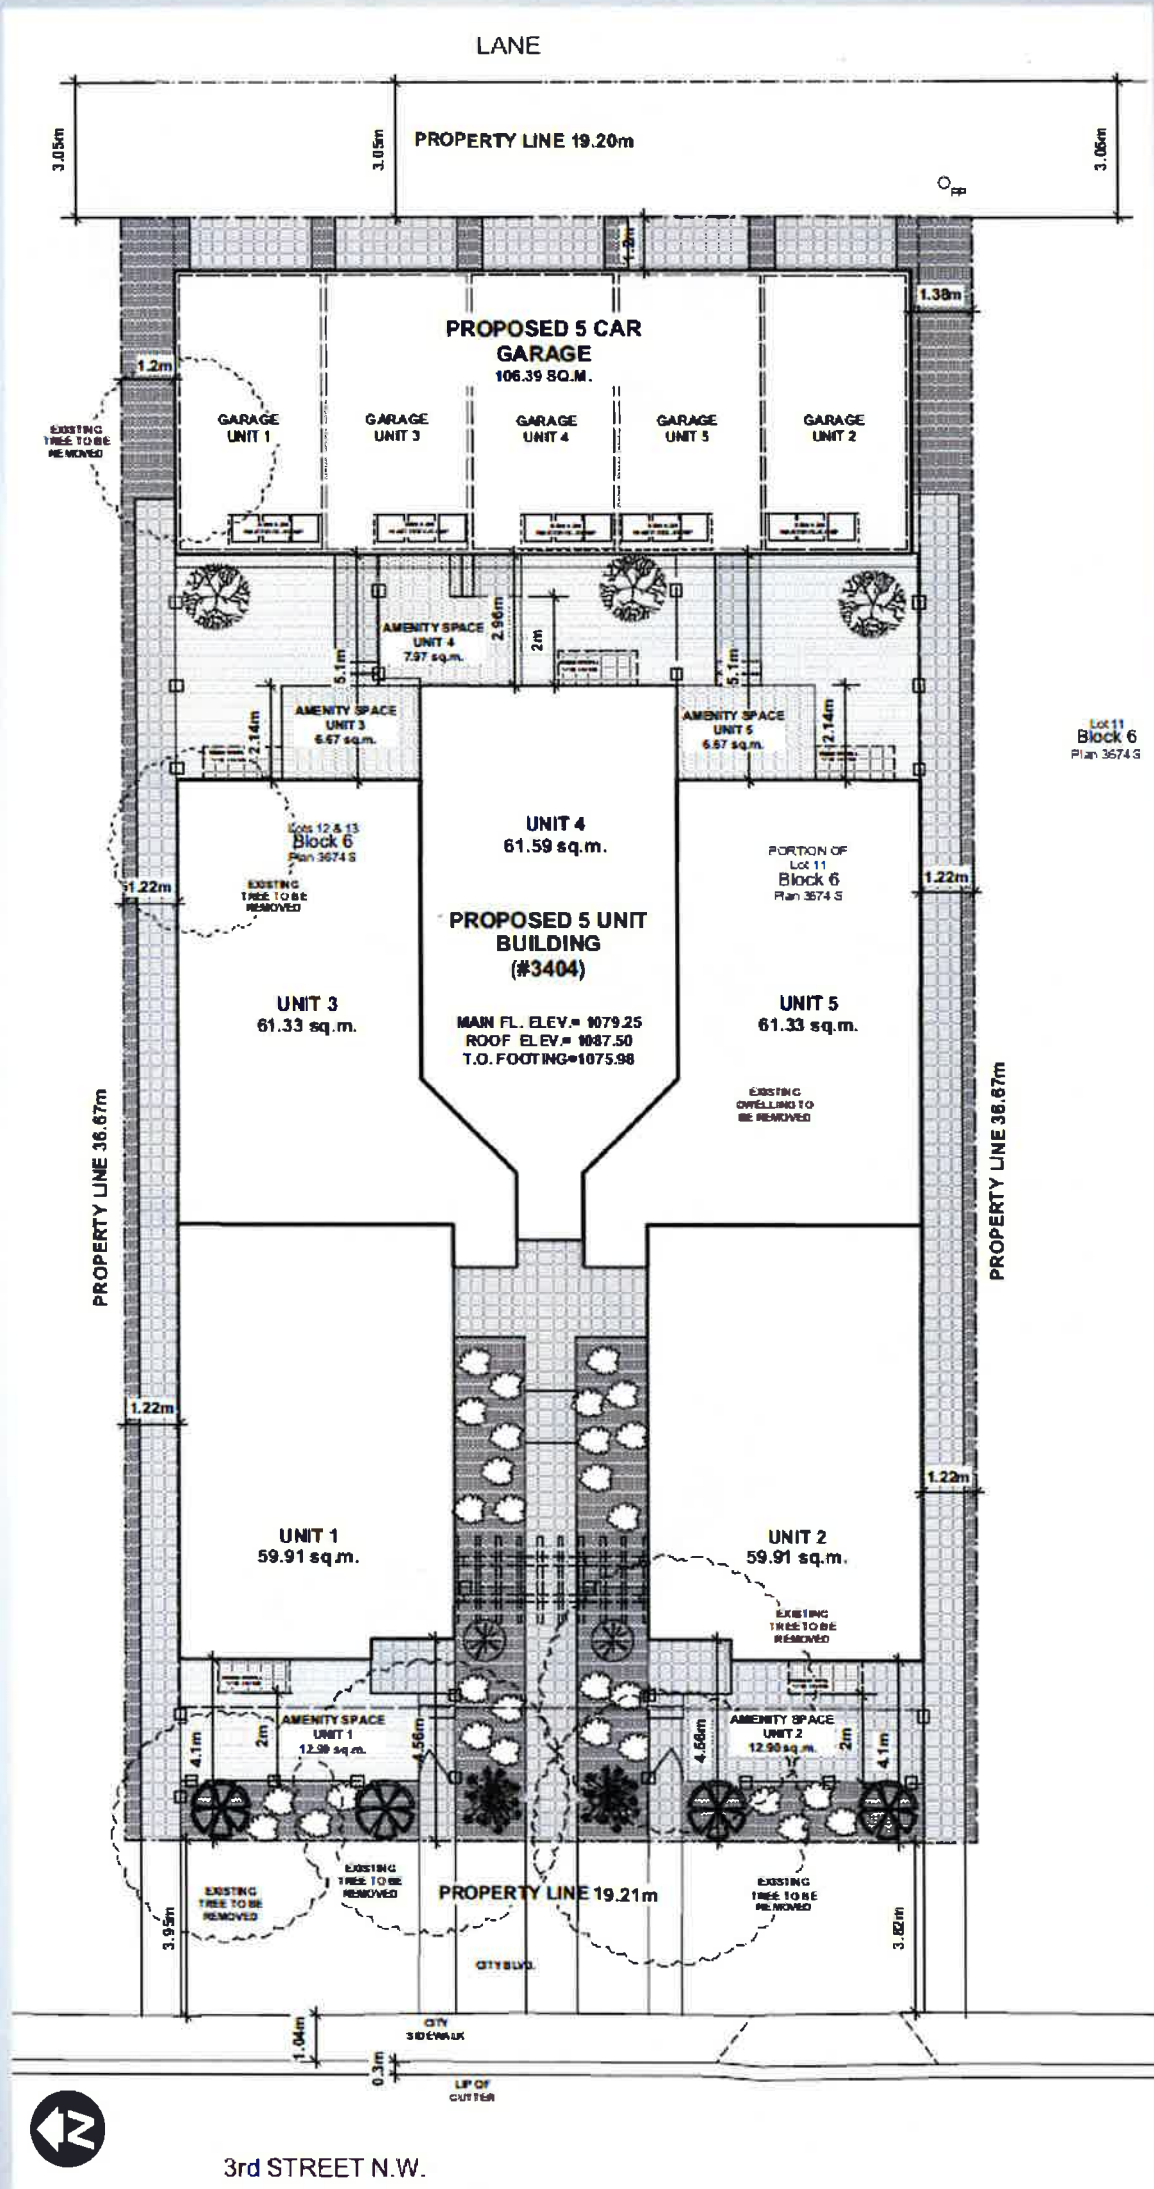 LANE
3.05m
3.05m
PROPERTY LINE 19.20m
3.06m
PP
1.2m
1.38m
PROPOSED 5 CAR
GARAGE
106.39 SQ.M.
1.2m
EXISTING
TREE TO BE
REMOVED
GARAGE
UNIT 1
GARAGE
UNIT 3
GARAGE
UNIT 4
GARAGE
UNIT 5
GARAGE
UNIT 2
AMENITY SPACE
UNIT 4
7.97 sq.m.
2.96m
2m
5.1m
5.1m
AMENITY SPACE
UNIT 3
6.67 sq.m.
2.14m
AMENITY SPACE
UNIT 5
6.67 sq.m.
2.14m
Lot 11
Block 6
Plan 3674 S
UNIT 4
61.59 sq.m.
Lots 12 & 13
Block 6
Plan 3674 S
EXISTING
TREE TO BE
REMOVED
PORTION OF
Lot 11
Block 6
Plan 3674 S
1.22m
1.22m
PROPOSED 5 UNIT
BUILDING
(#3404)
UNIT 3
61.33 sq.m.
UNIT 5
61.33 sq.m.
MAIN FL. ELEV.= 1079.25
ROOF ELEV.= 1087.50
T.O. FOOTING=1075.98
EXISTING
DWELLING TO
BE REMOVED
PROPERTY LINE 36.67m
PROPERTY LINE 36.67m
1.22m
1.22m
UNIT 1
59.91 sq.m.
UNIT 2
59.91 sq.m.
EXISTING
TREE TO BE
REMOVED
AMENITY SPACE
UNIT 1
12.90 sq.m.
4.1m
2m
4.56m
4.56m
AMENITY SPACE
UNIT 2
12.90 sq.m.
2m
4.1m
EXISTING
TREE TO BE
REMOVED
EXISTING
TREE TO BE
REMOVED
PROPERTY LINE 19.21m
EXISTING
TREE TO BE
REMOVED
3.95m
3.82m
CITY BLVD.
1.04m
CITY
SIDEWALK
0.3m
LIP OF
GUTTER
N
3rd STREET N.W.